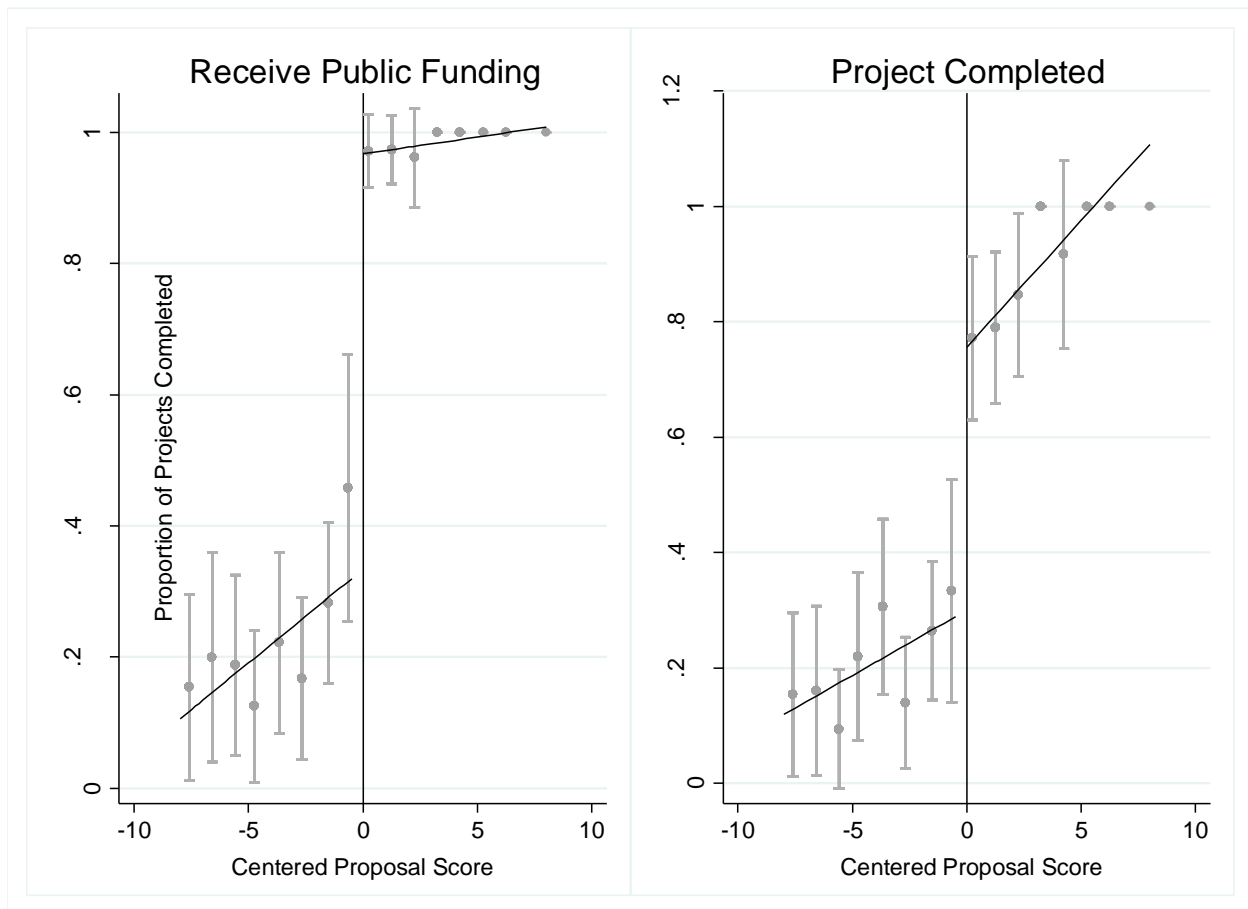 Receive Public Funding
Proportion of Projects Completed
1
.8
.6
.4
.2
0
-10 -5 0 5 10
Centered Proposal Score
Project Completed
1.2
1
.8
.6
.4
.2
0
-10 -5 0 5 10
Centered Proposal Score